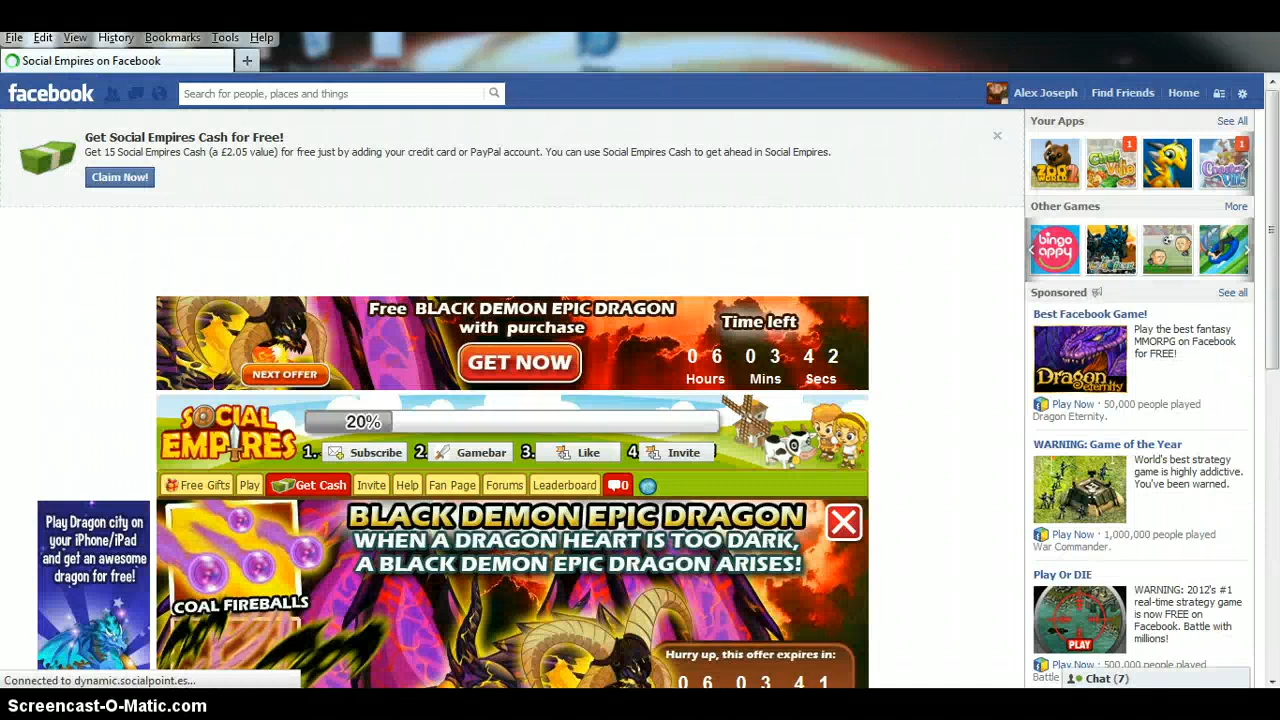 File Edit View History Bookmarks Tools Help
Social Empires on Facebook
facebook
Search for people, places and things
Alex Joseph Find Friends Home
Get Social Empires Cash for Free!
Get 15 Social Empires Cash (a £2.05 value) for free just by adding your credit card or PayPal account. You can use Social Empires Cash to get ahead in Social Empires.
Claim Now!
Free BLACK DEMON EPIC DRAGON
with purchase
GET NOW
NEXT OFFER
Time left
0 6 0 3 4 2
Hours Mins Secs
SOCIAL
EMPIRES
20%
1. Subscribe 2. Gamebar 3. Like 4. Invite
Free Gifts Play Get Cash Invite Help Fan Page Forums Leaderboard 0
Play Dragon city on
your iPhone/iPad
and get an awesome
dragon for free!
BLACK DEMON EPIC DRAGON
WHEN A DRAGON HEART IS TOO DARK,
A BLACK DEMON EPIC DRAGON ARISES!
COAL FIREBALLS
Hurry up, this offer expires in:
0 6 0 3 4 1
Your Apps See All
ZOO
WORLD 2
Chef
Ville
1
1
Other Games More
bingo
appy
Sponsored See all
Best Facebook Game!
Play the best fantasy
MMORPG on Facebook
for FREE!
Dragon
eternity
Play Now · 50,000 people played
Dragon Eternity.
WARNING: Game of the Year
World's best strategy
game is highly addictive.
You've been warned.
Play Now · 1,000,000 people played
War Commander.
Play Or DIE
WARNING: 2012's #1
real-time strategy game
is now FREE on
Facebook. Battle with
millions!
PLAY
Play Now · 500,000 people played
Battle
Chat (7)
Connected to dynamic.socialpoint.es...
Screencast-O-Matic.com